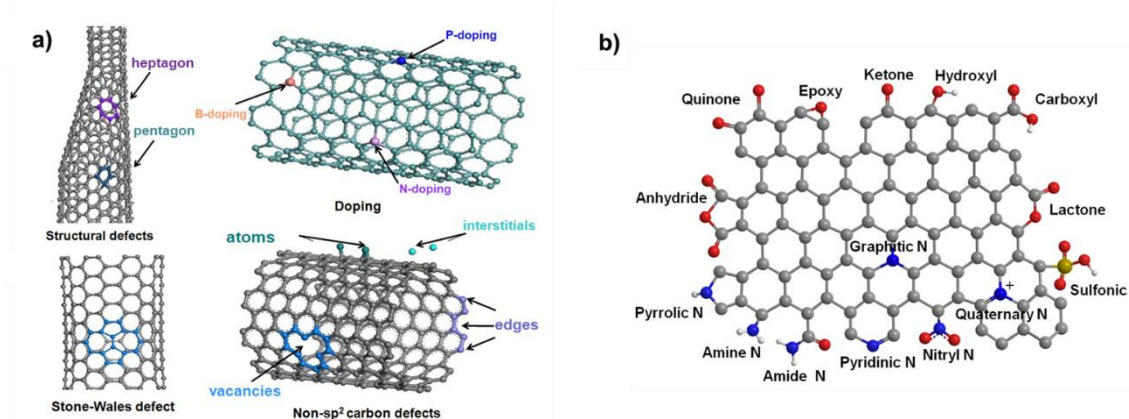 a)
heptagon
pentagon
Structural defects
P-doping
B-doping
N-doping
Doping
Stone-Wales defect
atoms
interstitials
edges
vacancies
Non-sp² carbon defects
b)
Quinone
Epoxy
Ketone
Hydroxyl
Carboxyl
Anhydride
Lactone
Graphitic N
Sulfonic
+
Quaternary N
Pyrrolic N
Amine N
Amide N
Pyridinic N
Nitryl N